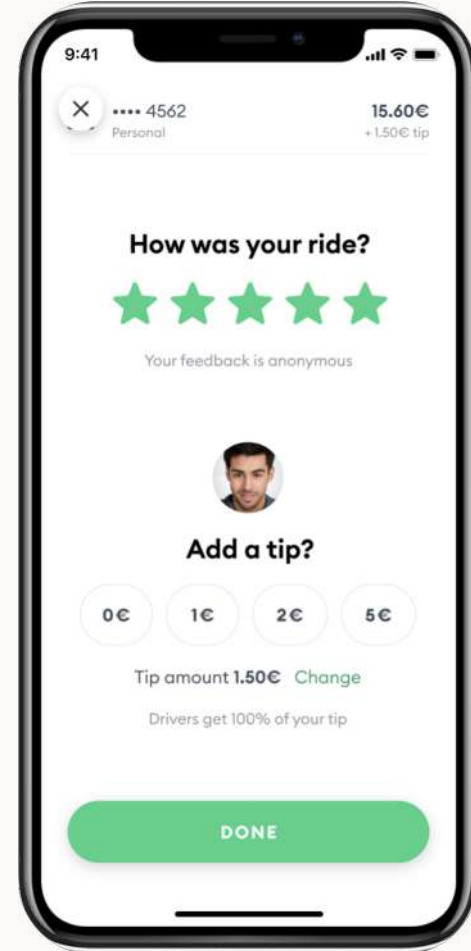 9:41
•••• 4562 15.60€
Personal +1.50€ tip
How was your ride?
Your feedback is anonymous
Add a tip?
0€ 1€ 2€ 5€
Tip amount 1.50€ Change
Drivers get 100% of your tip
DONE